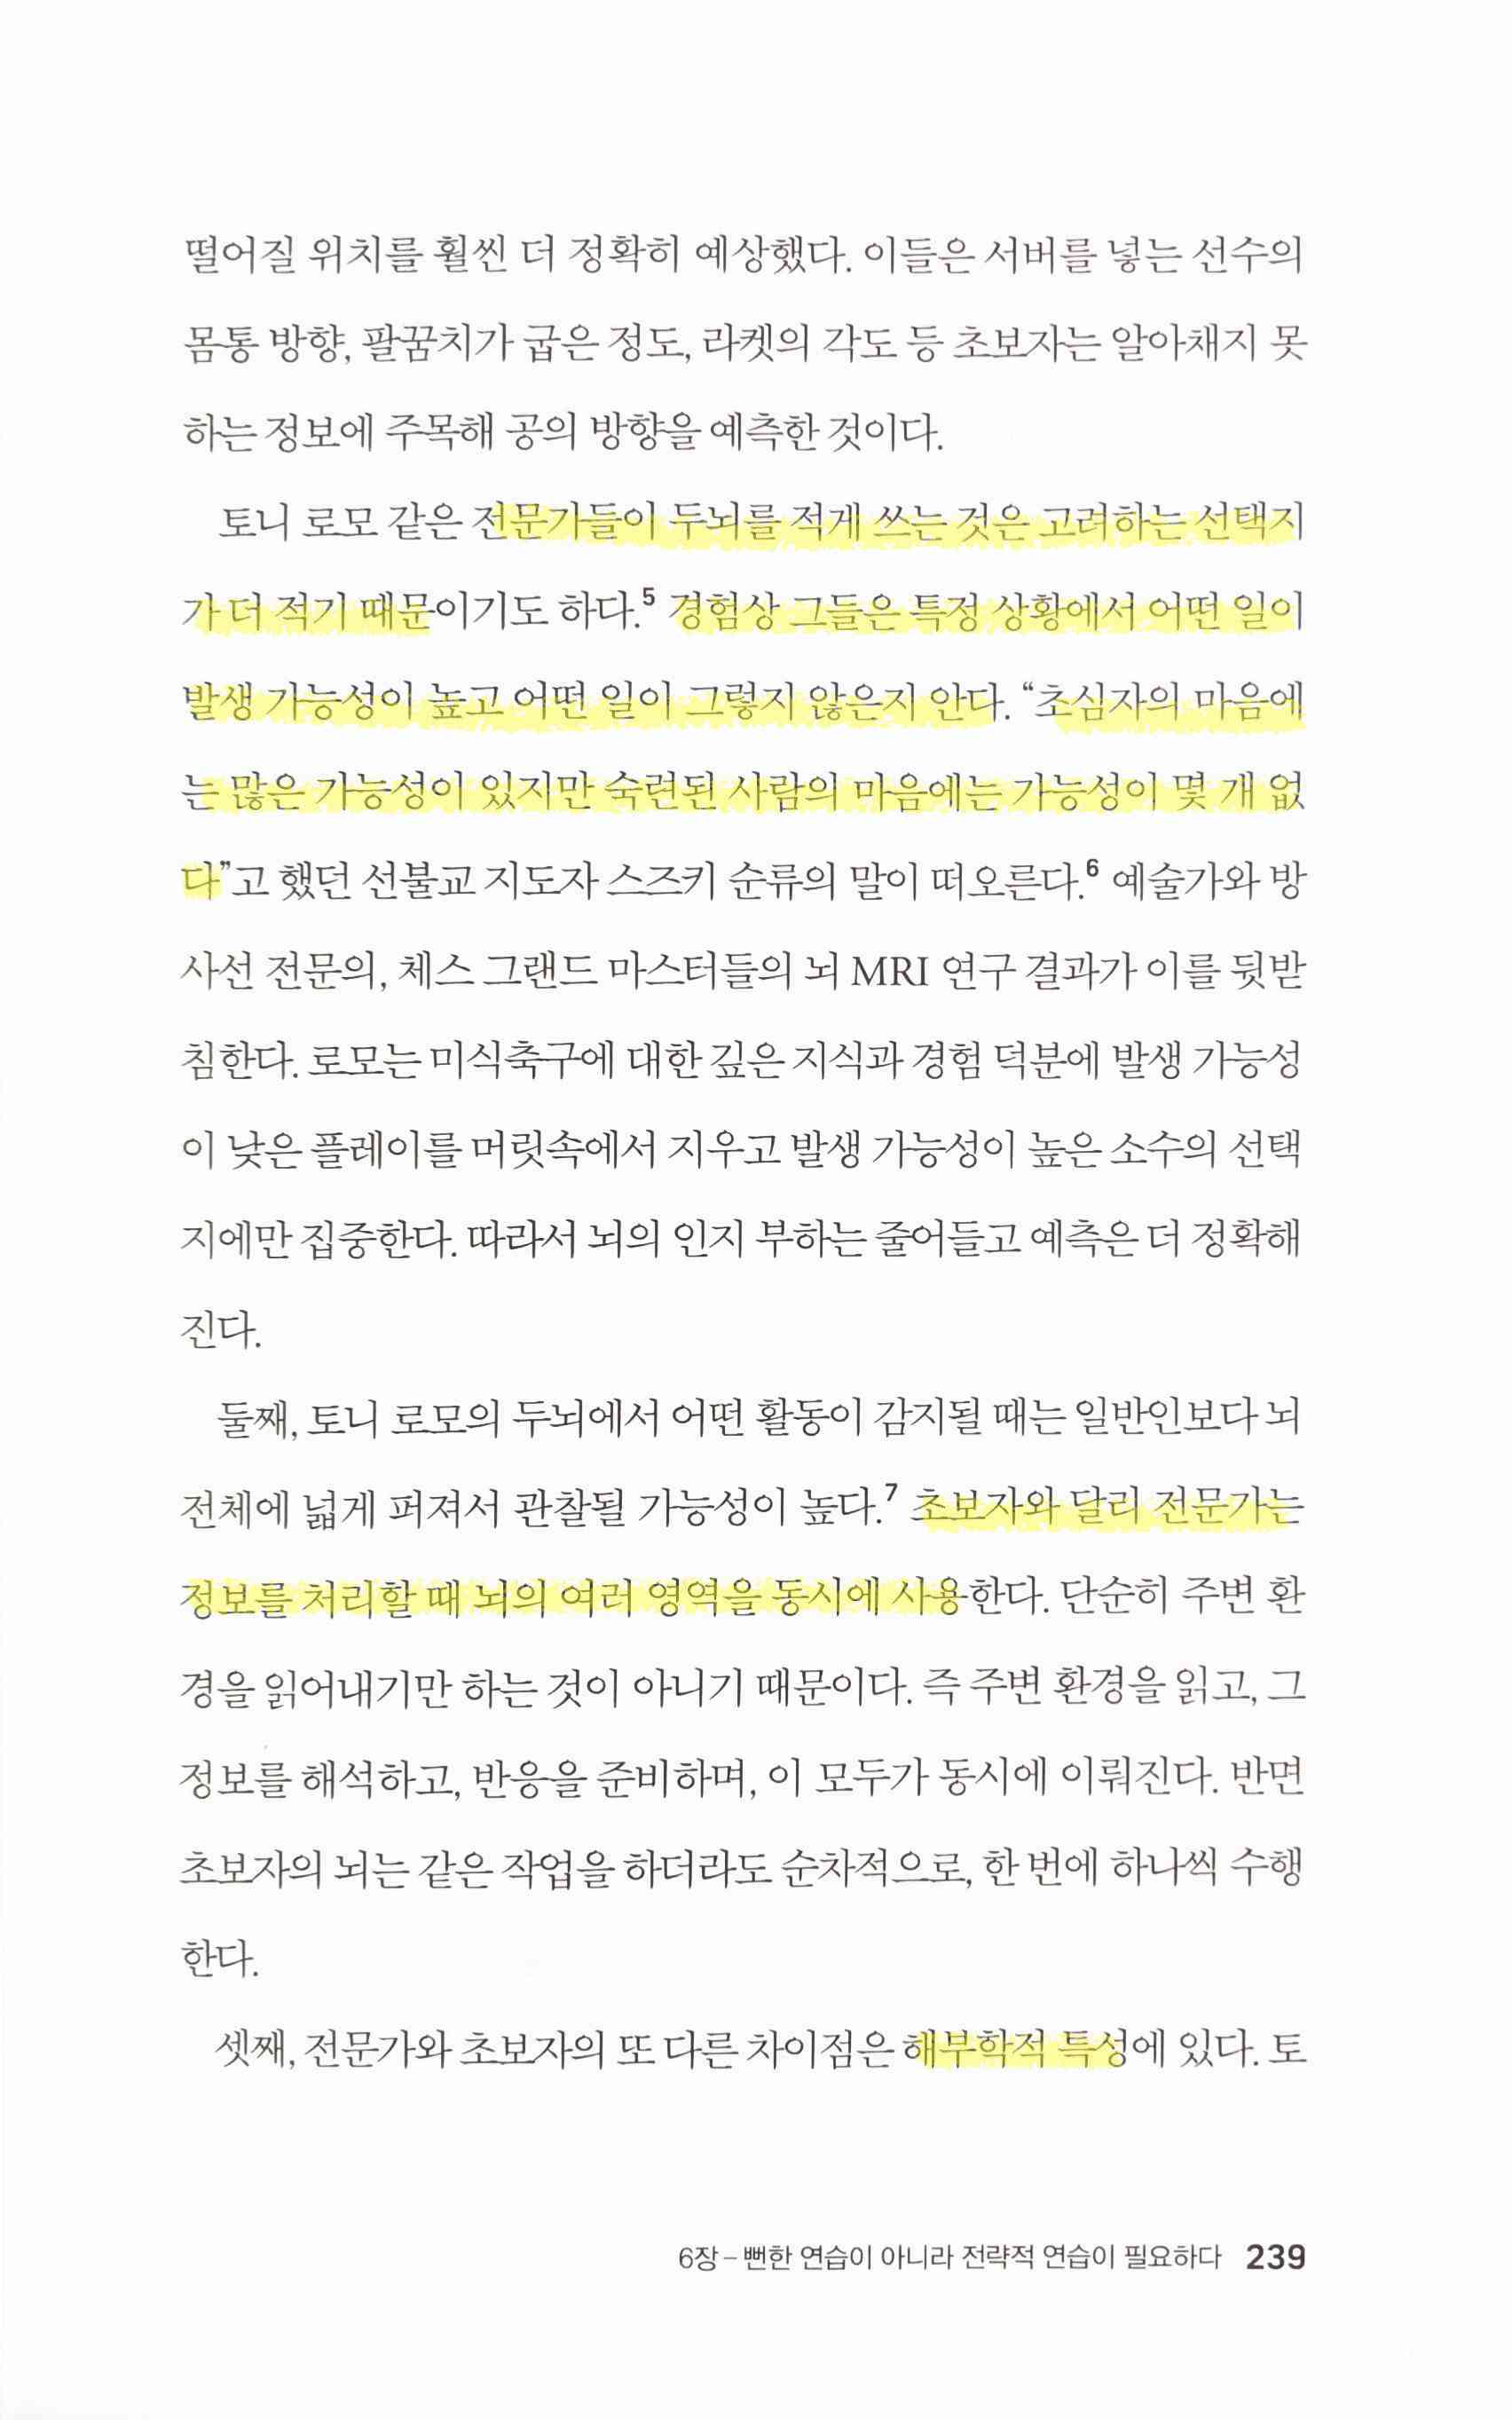 떨어질 위치를 훨씬 더 정확히 예상했다. 이들은 서버를 넣는 선수의
몸통 방향, 팔꿈치가 굽은 정도, 라켓의 각도 등 초보자는 알아채지 못
하는 정보에 주목해 공의 방향을 예측한 것이다.
토니 로모 같은 전문가들이 두뇌를 적게 쓰는 것은 고려하는 선택지
가 더 적기 때문이기도 하다.5 경험상 그들은 특정 상황에서 어떤 일이
발생 가능성이 높고 어떤 일이 그렇지 않은지 안다. “초심자의 마음에
는 많은 가능성이 있지만 숙련된 사람의 마음에는 가능성이 몇 개 없
다”고 했던 선불교 지도자 스즈키 순류의 말이 떠오른다.6 예술가와 방
사선 전문의, 체스 그랜드 마스터들의 뇌 MRI 연구 결과가 이를 뒷받
침한다. 로모는 미식축구에 대한 깊은 지식과 경험 덕분에 발생 가능성
이 낮은 플레이를 머릿속에서 지우고 발생 가능성이 높은 소수의 선택
지에만 집중한다. 따라서 뇌의 인지 부하는 줄어들고 예측은 더 정확해
진다.
둘째, 토니 로모의 두뇌에서 어떤 활동이 감지될 때는 일반인보다 뇌
전체에 넓게 퍼져서 관찰될 가능성이 높다.7 초보자와 달리 전문가는
정보를 처리할 때 뇌의 여러 영역을 동시에 사용한다. 단순히 주변 환
경을 읽어내기만 하는 것이 아니기 때문이다. 즉 주변 환경을 읽고, 그
정보를 해석하고, 반응을 준비하며, 이 모두가 동시에 이뤄진다. 반면
초보자의 뇌는 같은 작업을 하더라도 순차적으로, 한 번에 하나씩 수행
한다.
셋째, 전문가와 초보자의 또 다른 차이점은 해부학적 특성에 있다. 토
6장 – 뻔한 연습이 아니라 전략적 연습이 필요하다 239